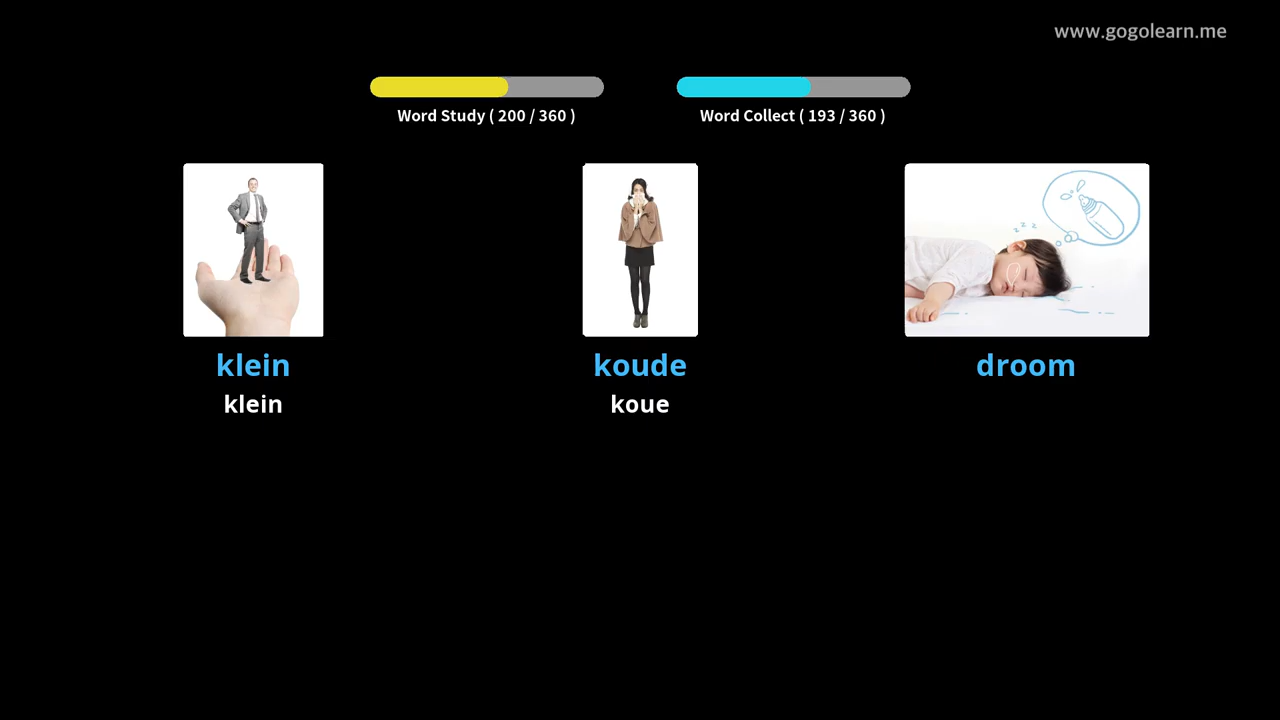 www.gogolearn.me
Word Study ( 200 / 360 )
Word Collect ( 193 / 360 )
klein
koude
droom
klein
koue